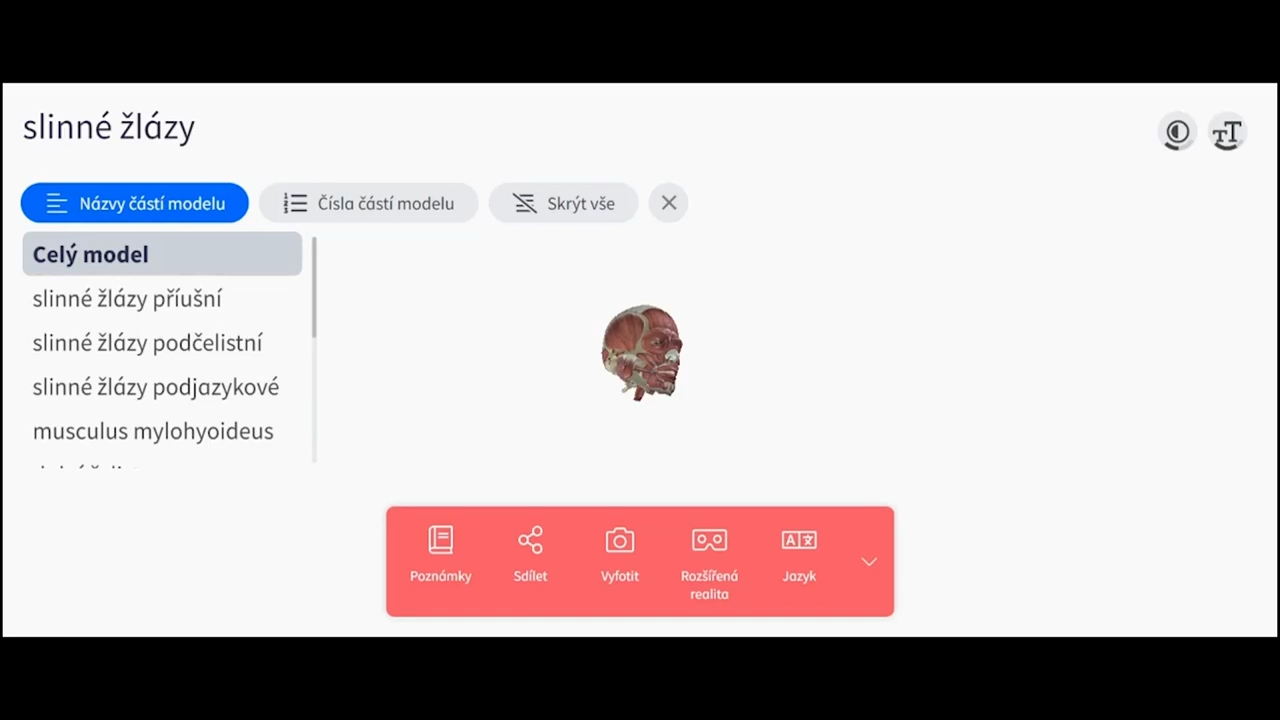 slinné žlázy
Názvy částí modelu
Čísla částí modelu
Skrýt vše
Celý model
slinné žlázy příušní
slinné žlázy podčelistní
slinné žlázy podjazykové
musculus mylohyoideus
Poznámky
Sdílet
Vyfotit
Rozšířená
realita
Jazyk